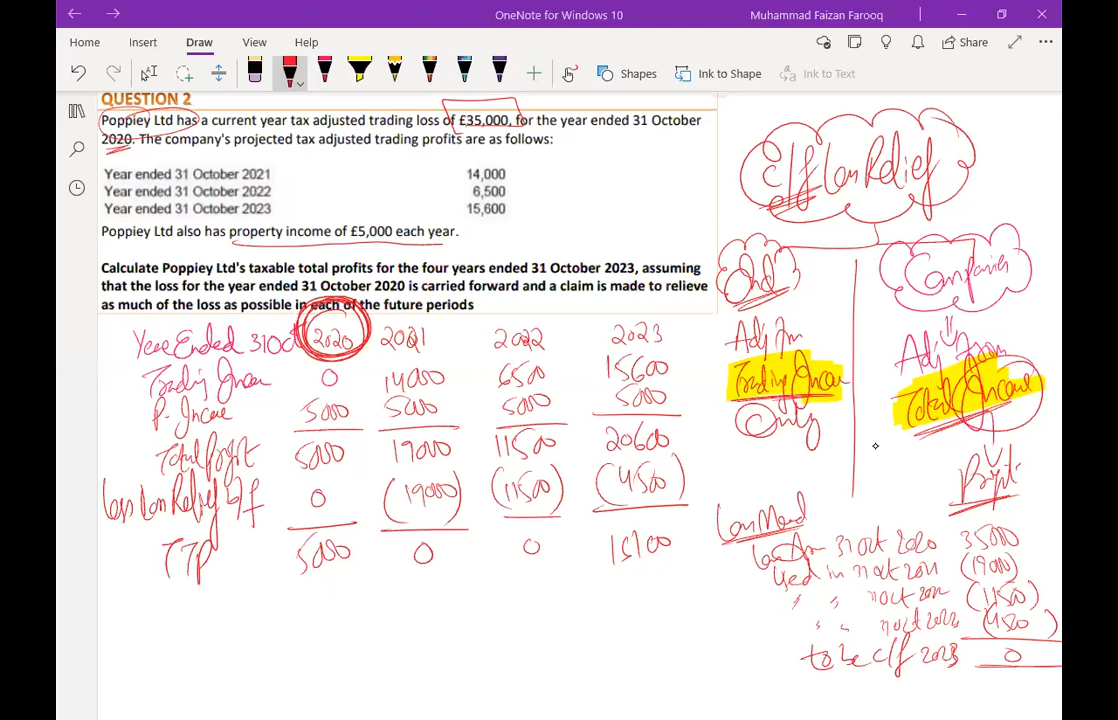 OneNote for Windows 10
Muhammad Faizan Farooq
Home Insert Draw View Help
Share
Shapes Ink to Shape Ink to Text
QUESTION 2
Poppiey Ltd has a current year tax adjusted trading loss of £35,000, for the year ended 31 October
2020. The company's projected tax adjusted trading profits are as follows:
Year ended 31 October 2021 14,000
Year ended 31 October 2022 6,500
Year ended 31 October 2023 15,600
Poppiey Ltd also has property income of £5,000 each year.
Calculate Poppiey Ltd's taxable total profits for the four years ended 31 October 2023, assuming
that the loss for the year ended 31 October 2020 is carried forward and a claim is made to relieve
as much of the loss as possible in each of the future periods
C/f Loss Relief
Ind
Companies
Adj fm
Trading Income
Only
Adj from
Total Income
Profit
Year Ended 31 Oct 2020 2021 2022 2023
Trading Income 0 14000 6500 15600
P. Income 5000 5000 5000 5000
Total Profit 5000 19000 11500 20600
Less Loss Relief b/f 0 (19000) (11500) (4500)
TTP 5000 0 0 15700
Loss Memo
Loss fm 31 Oct 2020 35000
Used in 31 Oct 2021 (19000)
" " 31 Oct 2022 (11500)
" " 31 Oct 2023 (4500)
to be c/f 2023 0